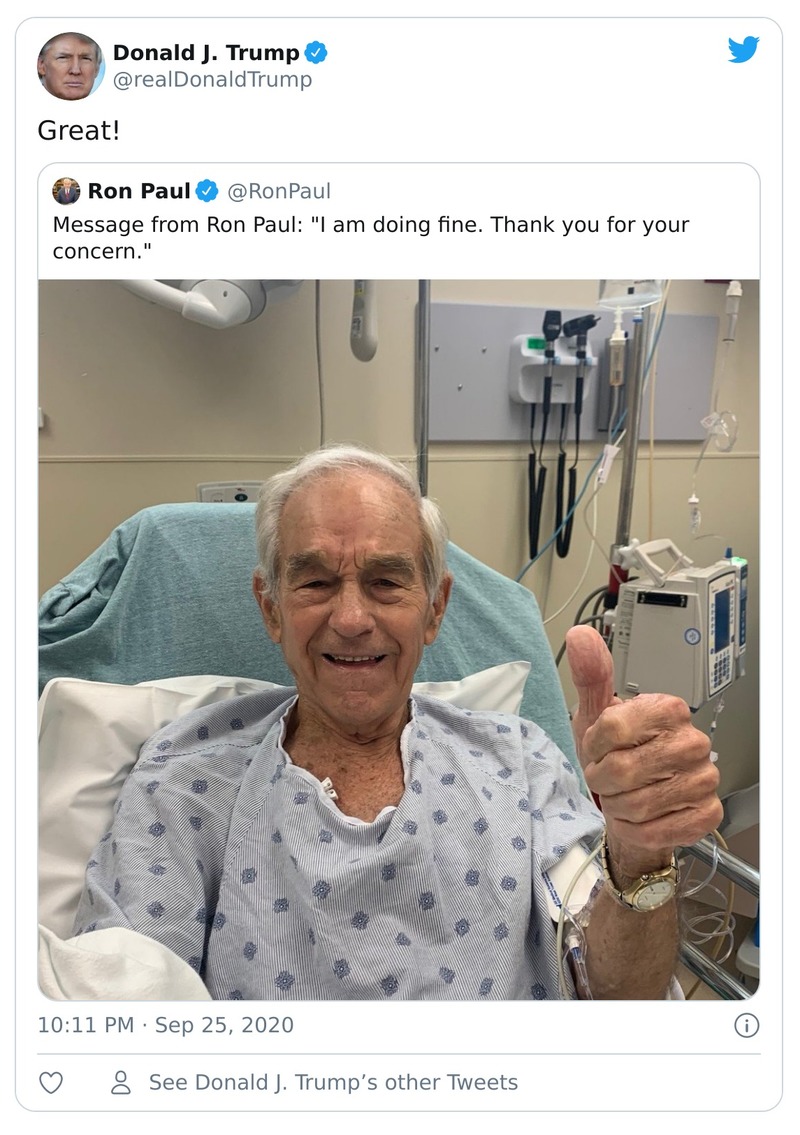 Donald J. Trump
@realDonaldTrump
Great!
Ron Paul @RonPaul
Message from Ron Paul: "I am doing fine. Thank you for your
concern."
10:11 PM · Sep 25, 2020
See Donald J. Trump’s other Tweets